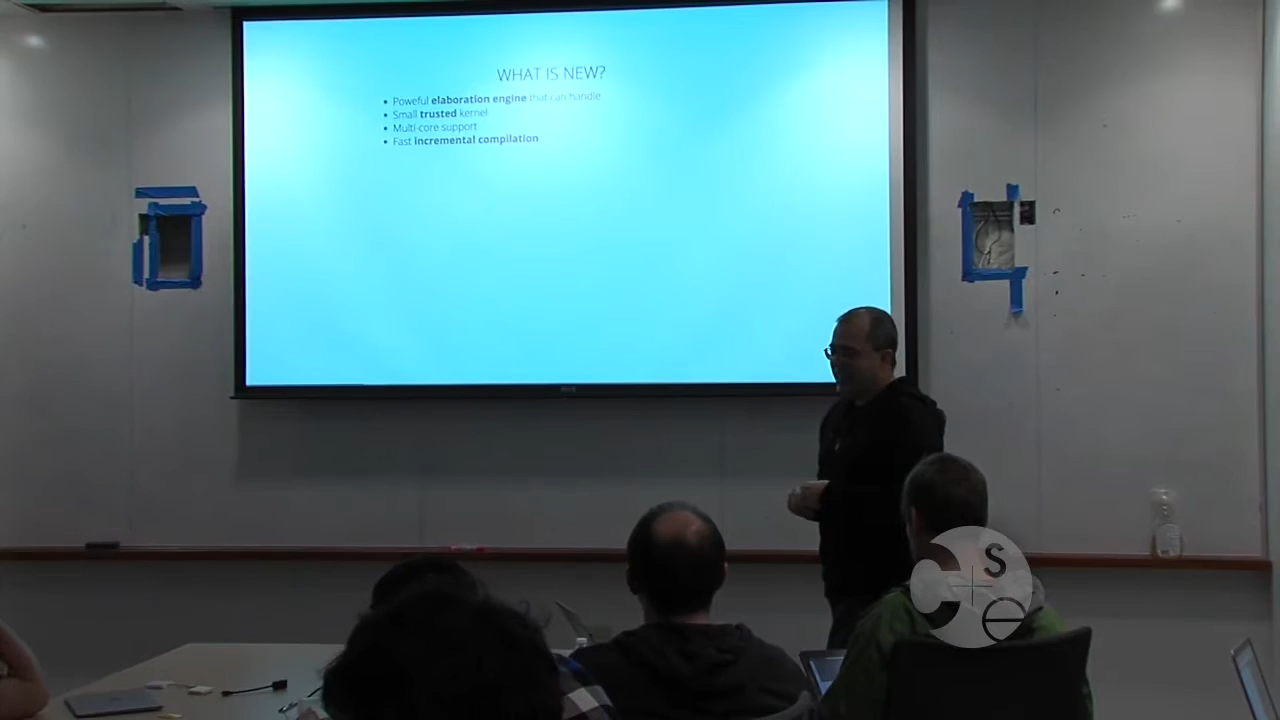 WHAT IS NEW?
Poweful elaboration engine that can handle
Small trusted kernel
Multi-core support
Fast incremental compilation
C s e